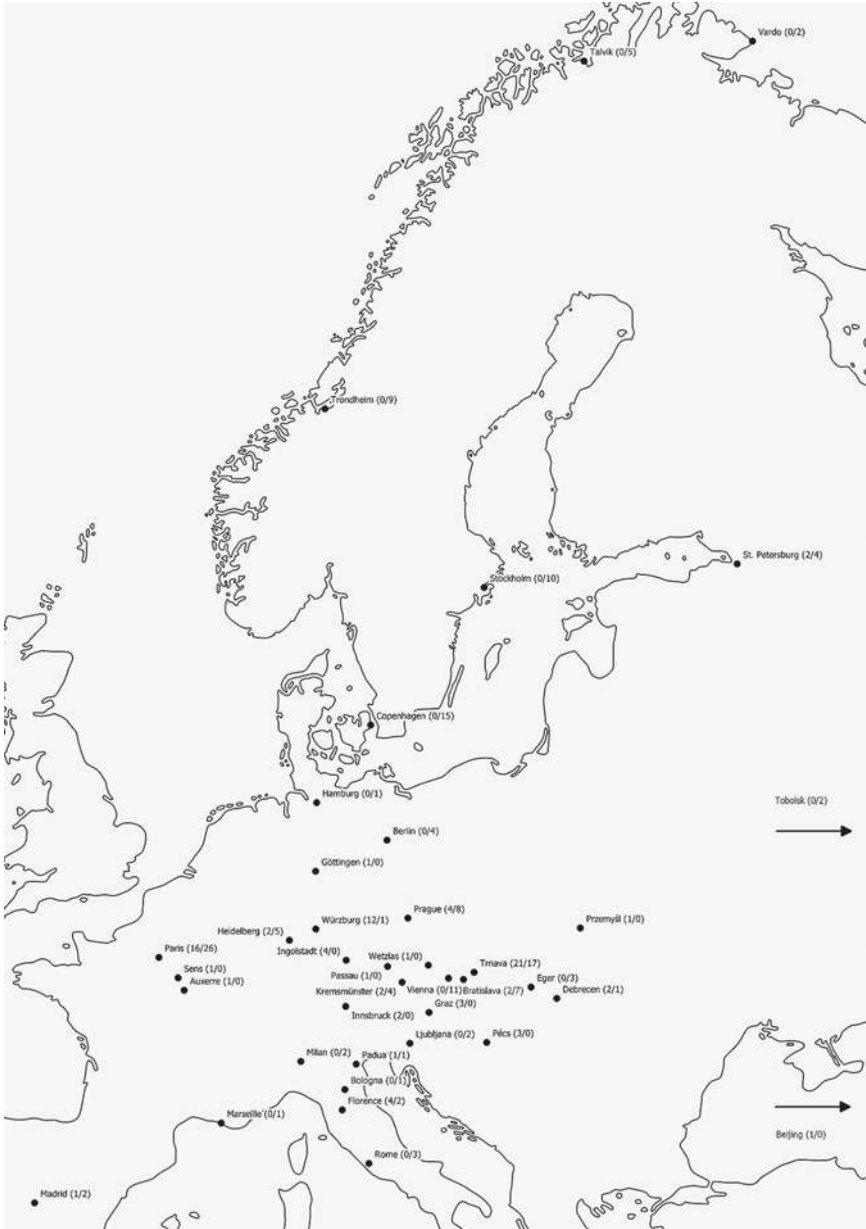 Vardo (0/2)
Talvik (0/5)
Trondheim (0/9)
St. Petersburg (2/4)
Stockholm (0/10)
Copenhagen (0/15)
Hamburg (0/1)
Tobolsk (0/2)
Berlin (0/4)
Göttingen (1/0)
Prague (4/8)
Przemyśl (1/0)
Würzburg (12/1)
Heidelberg (2/5)
Paris (16/26)
Ingolstadt (4/0)
Wetzlas (1/0)
Trnava (21/17)
Sens (1/0)
Passau (1/0)
Eger (0/3)
Auxerre (1/0)
Kremsmünster (2/4)
Vienna (0/11)
Bratislava (2/7)
Debrecen (2/1)
Graz (3/0)
Innsbruck (2/0)
Ljubljana (0/2)
Pécs (3/0)
Milan (0/2)
Padua (1/1)
Bologna (0/1)
Florence (4/2)
Marseille (0/1)
Beijing (1/0)
Rome (0/3)
Madrid (1/2)